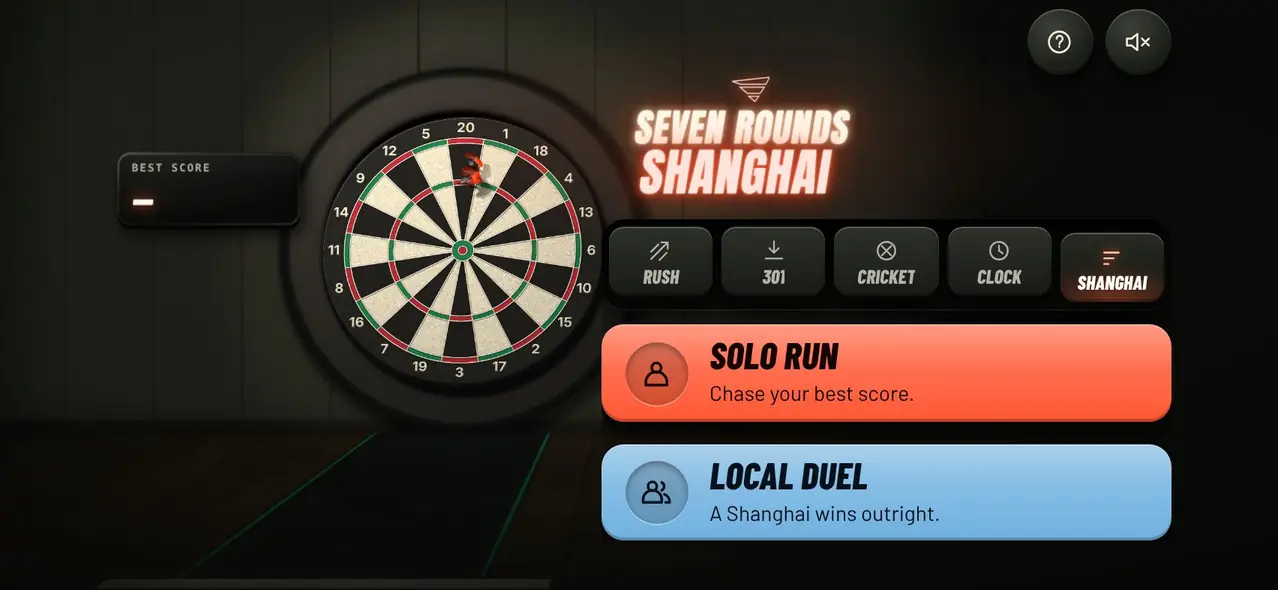 BEST SCORE
SEVEN ROUNDS
SHANGHAI
20
1
18
4
13
6
10
15
2
17
3
19
7
16
8
11
14
9
12
5
RUSH
301
CRICKET
CLOCK
SHANGHAI
SOLO RUN
Chase your best score.
LOCAL DUEL
A Shanghai wins outright.